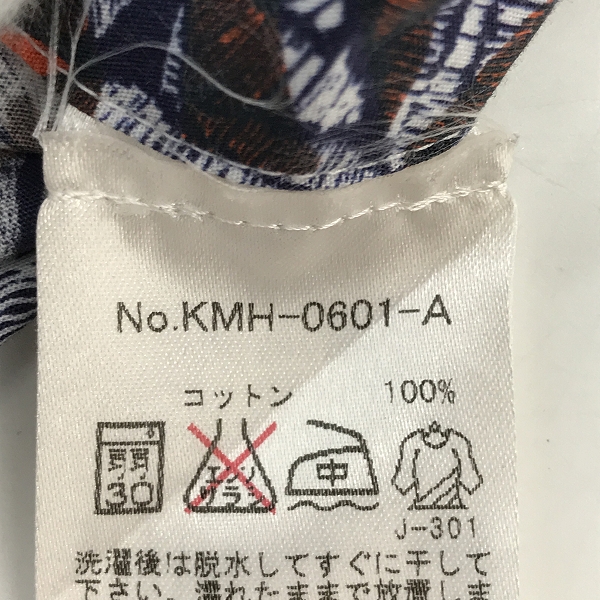 No.KMH-0601-A
コットン 100%
弱 30
エンソ サラシ
中
J-301
洗濯後は脱水してすぐに干して
下さい。濡れたままで放置しま